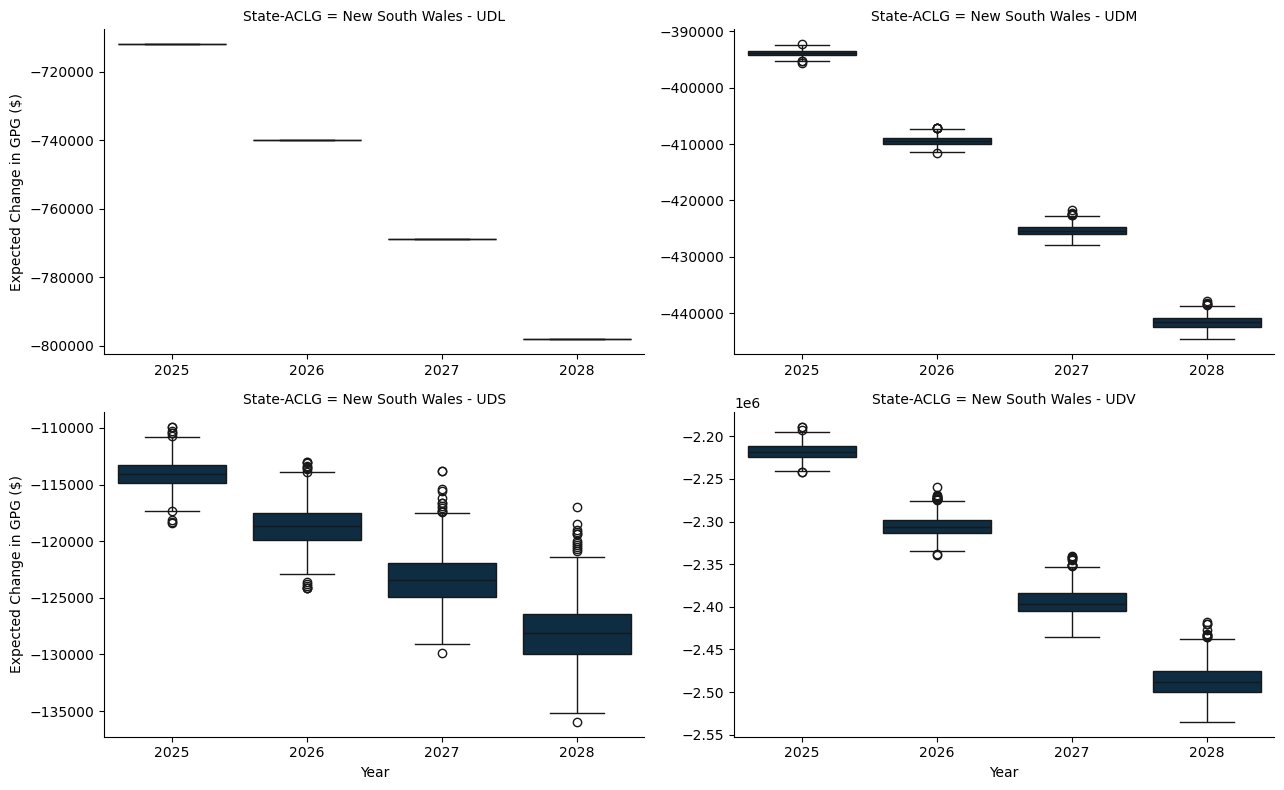 State-ACLG = New South Wales - UDL
Expected Change in GPG ($)
−720000
−740000
−760000
−780000
−800000
2025 2026 2027 2028
State-ACLG = New South Wales - UDM
−390000
−400000
−410000
−420000
−430000
−440000
2025 2026 2027 2028
State-ACLG = New South Wales - UDS
Expected Change in GPG ($)
−110000
−115000
−120000
−125000
−130000
−135000
2025 2026 2027 2028
Year
State-ACLG = New South Wales - UDV
1e6
−2.20
−2.25
−2.30
−2.35
−2.40
−2.45
−2.50
−2.55
2025 2026 2027 2028
Year